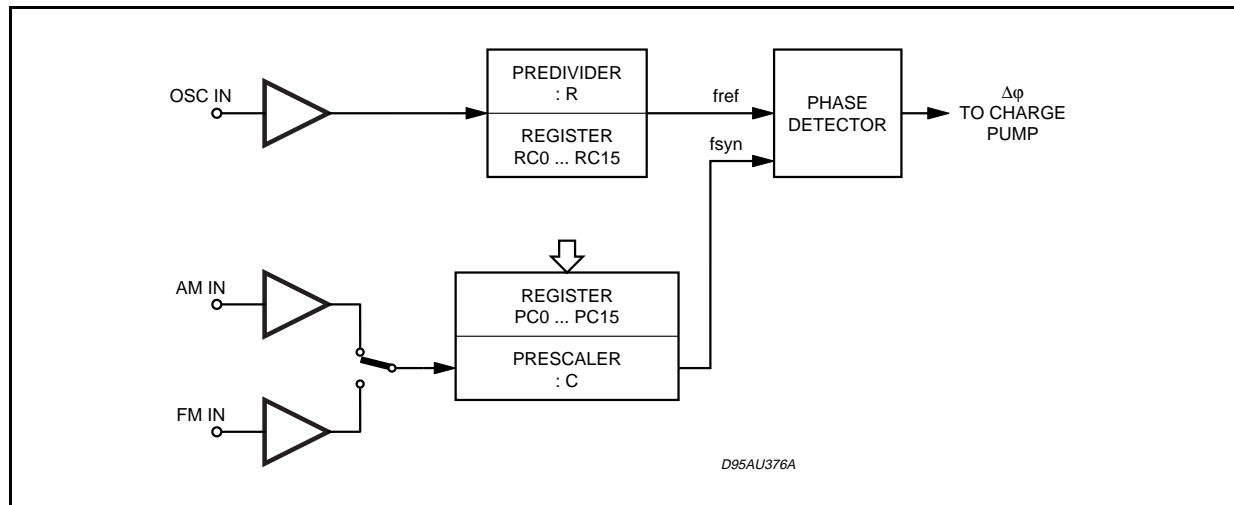 OSC IN
PREDIVIDER
: R
REGISTER
RC0 ... RC15
fref
fsyn
PHASE
DETECTOR
Δφ
TO CHARGE
PUMP
AM IN
FM IN
REGISTER
PC0 ... PC15
PRESCALER
: C
D95AU376A